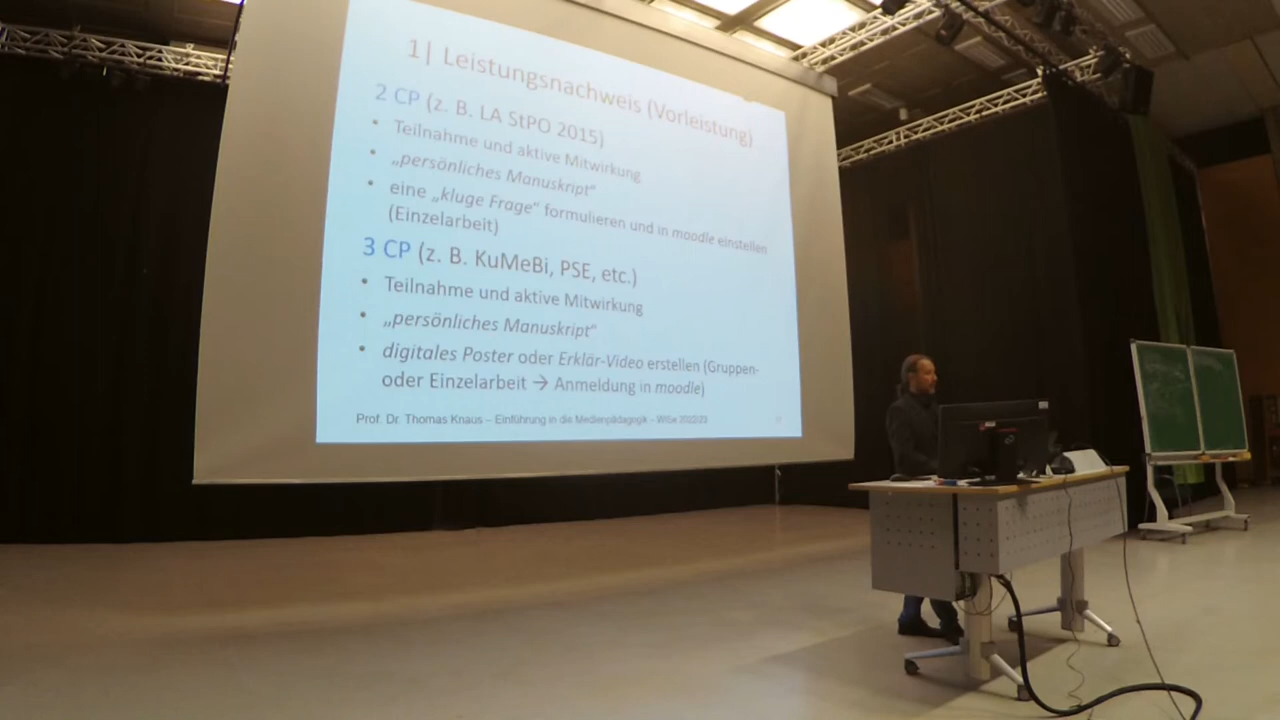 1| Leistungsnachweis (Vorleistung)
2 CP (z. B. LA StPO 2015)
• Teilnahme und aktive Mitwirkung
• „persönliches Manuskript“
• eine „kluge Frage“ formulieren und in moodle einstellen
(Einzelarbeit)
3 CP (z. B. KuMeBi, PSE, etc.)
• Teilnahme und aktive Mitwirkung
• „persönliches Manuskript“
• digitales Poster oder Erklär-Video erstellen (Gruppen-
oder Einzelarbeit → Anmeldung in moodle)
Prof. Dr. Thomas Knaus – Einführung in die Medienpädagogik – WiSe 2022/23